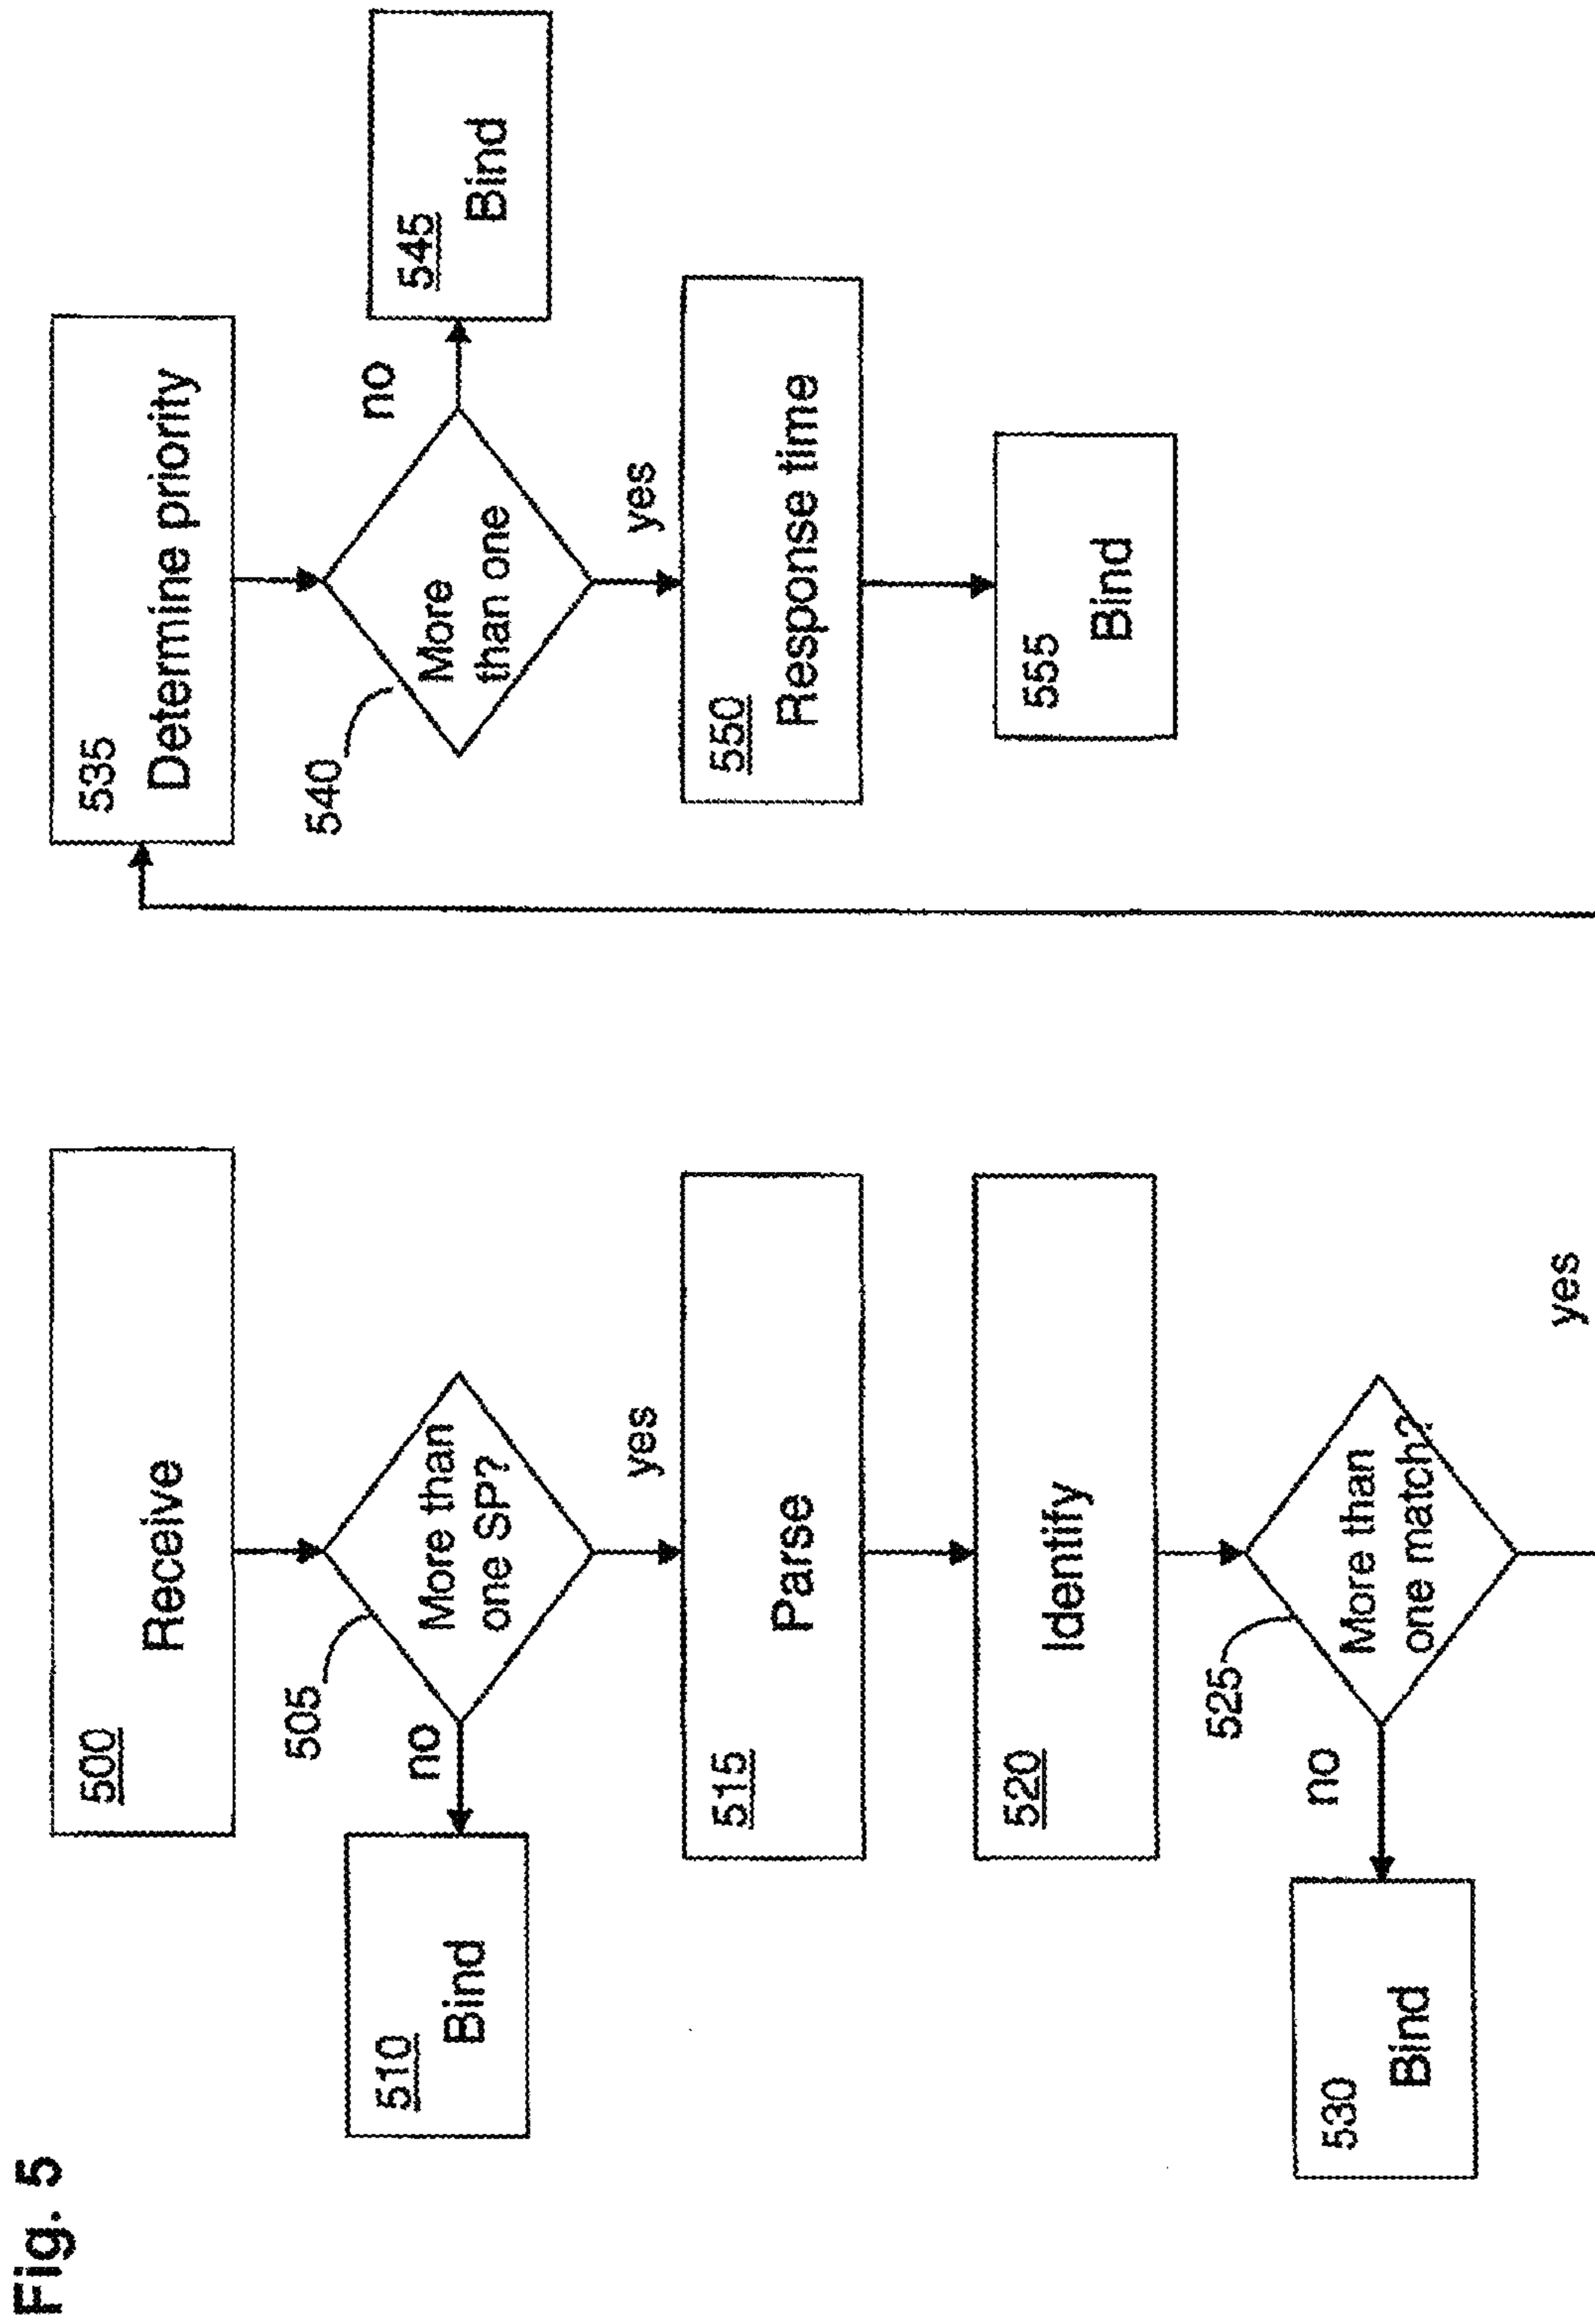 Fig. 5
500
Receive
505
More than
one SP?
no
510
Bind
yes
515
Parse
520
Identify
525
More than
one match?
no
530
Bind
yes
535
Determine priority
540
More
than one
no
545
Bind
yes
550
Response time
555
Bind